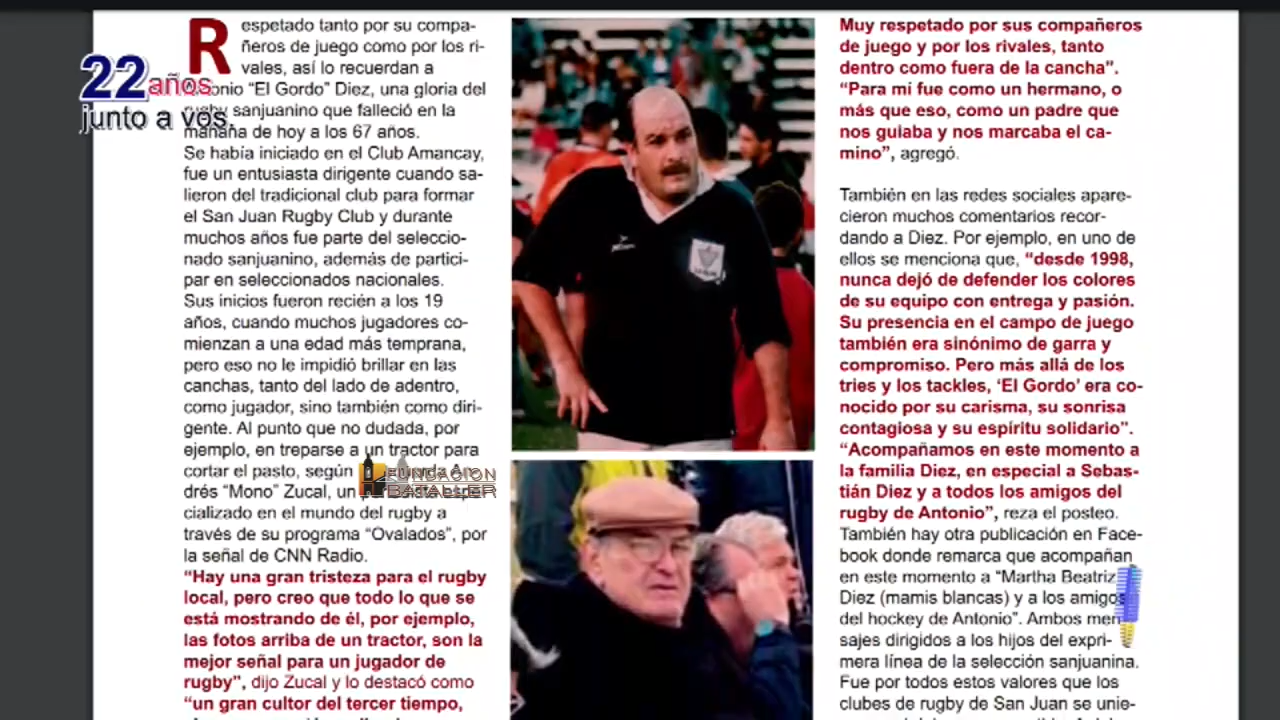 22 años
junto a vos.
Respetado tanto por su compa-
ñeros de juego como por los ri-
vales, así lo recuerdan a
"El Gordo" Diez, una gloria del
rugby sanjuanino que falleció en la
mañana de hoy a los 67 años.
Se había iniciado en el Club Amancay,
fue un entusiasta dirigente cuando sa-
lieron del tradicional club para formar
el San Juan Rugby Club y durante
muchos años fue parte del seleccio-
nado sanjuanino, además de partici-
par en seleccionados nacionales.
Sus inicios fueron recién a los 19
años, cuando muchos jugadores co-
mienzan a una edad más temprana,
pero eso no le impidió brillar en las
canchas, tanto del lado de adentro,
como jugador, sino también como diri-
gente. Al punto que no dudada, por
ejemplo, en treparse a un tractor para
cortar el pasto, según
drés "Mono" Zucal, un
cializado en el mundo del rugby a
través de su programa "Ovalados", por
la señal de CNN Radio.
"Hay una gran tristeza para el rugby
local, pero creo que todo lo que se
está mostrando de él, por ejemplo,
las fotos arriba de un tractor, son la
mejor señal para un jugador de
rugby", dijo Zucal y lo destacó como
"un gran cultor del tercer tiempo,
FUNDACION
BATALLER
Muy respetado por sus compañeros
de juego y por los rivales, tanto
dentro como fuera de la cancha".
"Para mí fue como un hermano, o
más que eso, como un padre que
nos guiaba y nos marcaba el ca-
mino", agregó.
También en las redes sociales apare-
cieron muchos comentarios recor-
dando a Diez. Por ejemplo, en uno de
ellos se menciona que, "desde 1998,
nunca dejó de defender los colores
de su equipo con entrega y pasión.
Su presencia en el campo de juego
también era sinónimo de garra y
compromiso. Pero más allá de los
tries y los tackles, 'El Gordo' era co-
nocido por su carisma, su sonrisa
contagiosa y su espíritu solidario".
"Acompañamos en este momento a
la familia Diez, en especial a Sebas-
tián Diez y a todos los amigos del
rugby de Antonio", reza el posteo.
También hay otra publicación en Face-
book donde remarca que acompañan
en este momento a "Martha Beatriz
Diez (mamis blancas) y a los amigos
del hockey de Antonio". Ambos men-
sajes dirigidos a los hijos del expri-
mera línea de la selección sanjuanina.
Fue por todos estos valores que los
clubes de rugby de San Juan se unie-